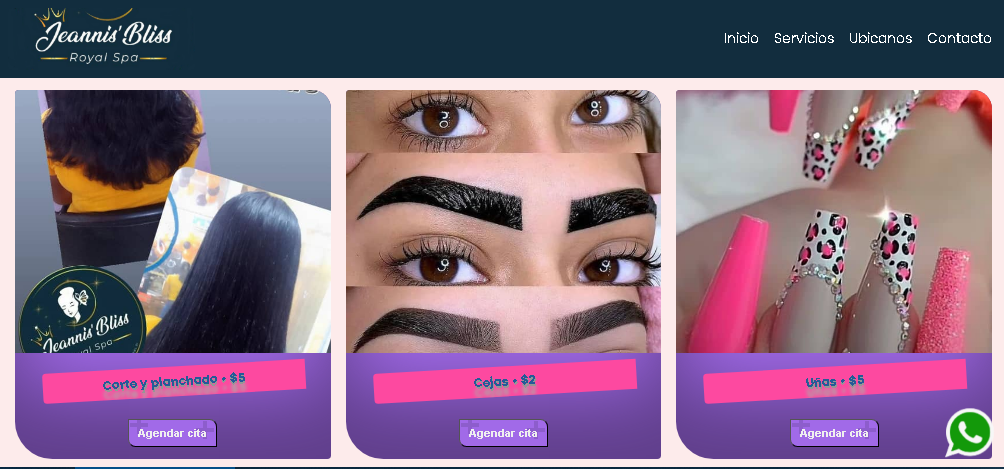 Jeannis' Bliss
Royal Spa
Inicio Servicios Ubicanos Contacto
Jeannis' Bliss
Royal Spa
Corte y planchado • $5
Cejas • $2
Uñas • $5
Agendar cita
Agendar cita
Agendar cita